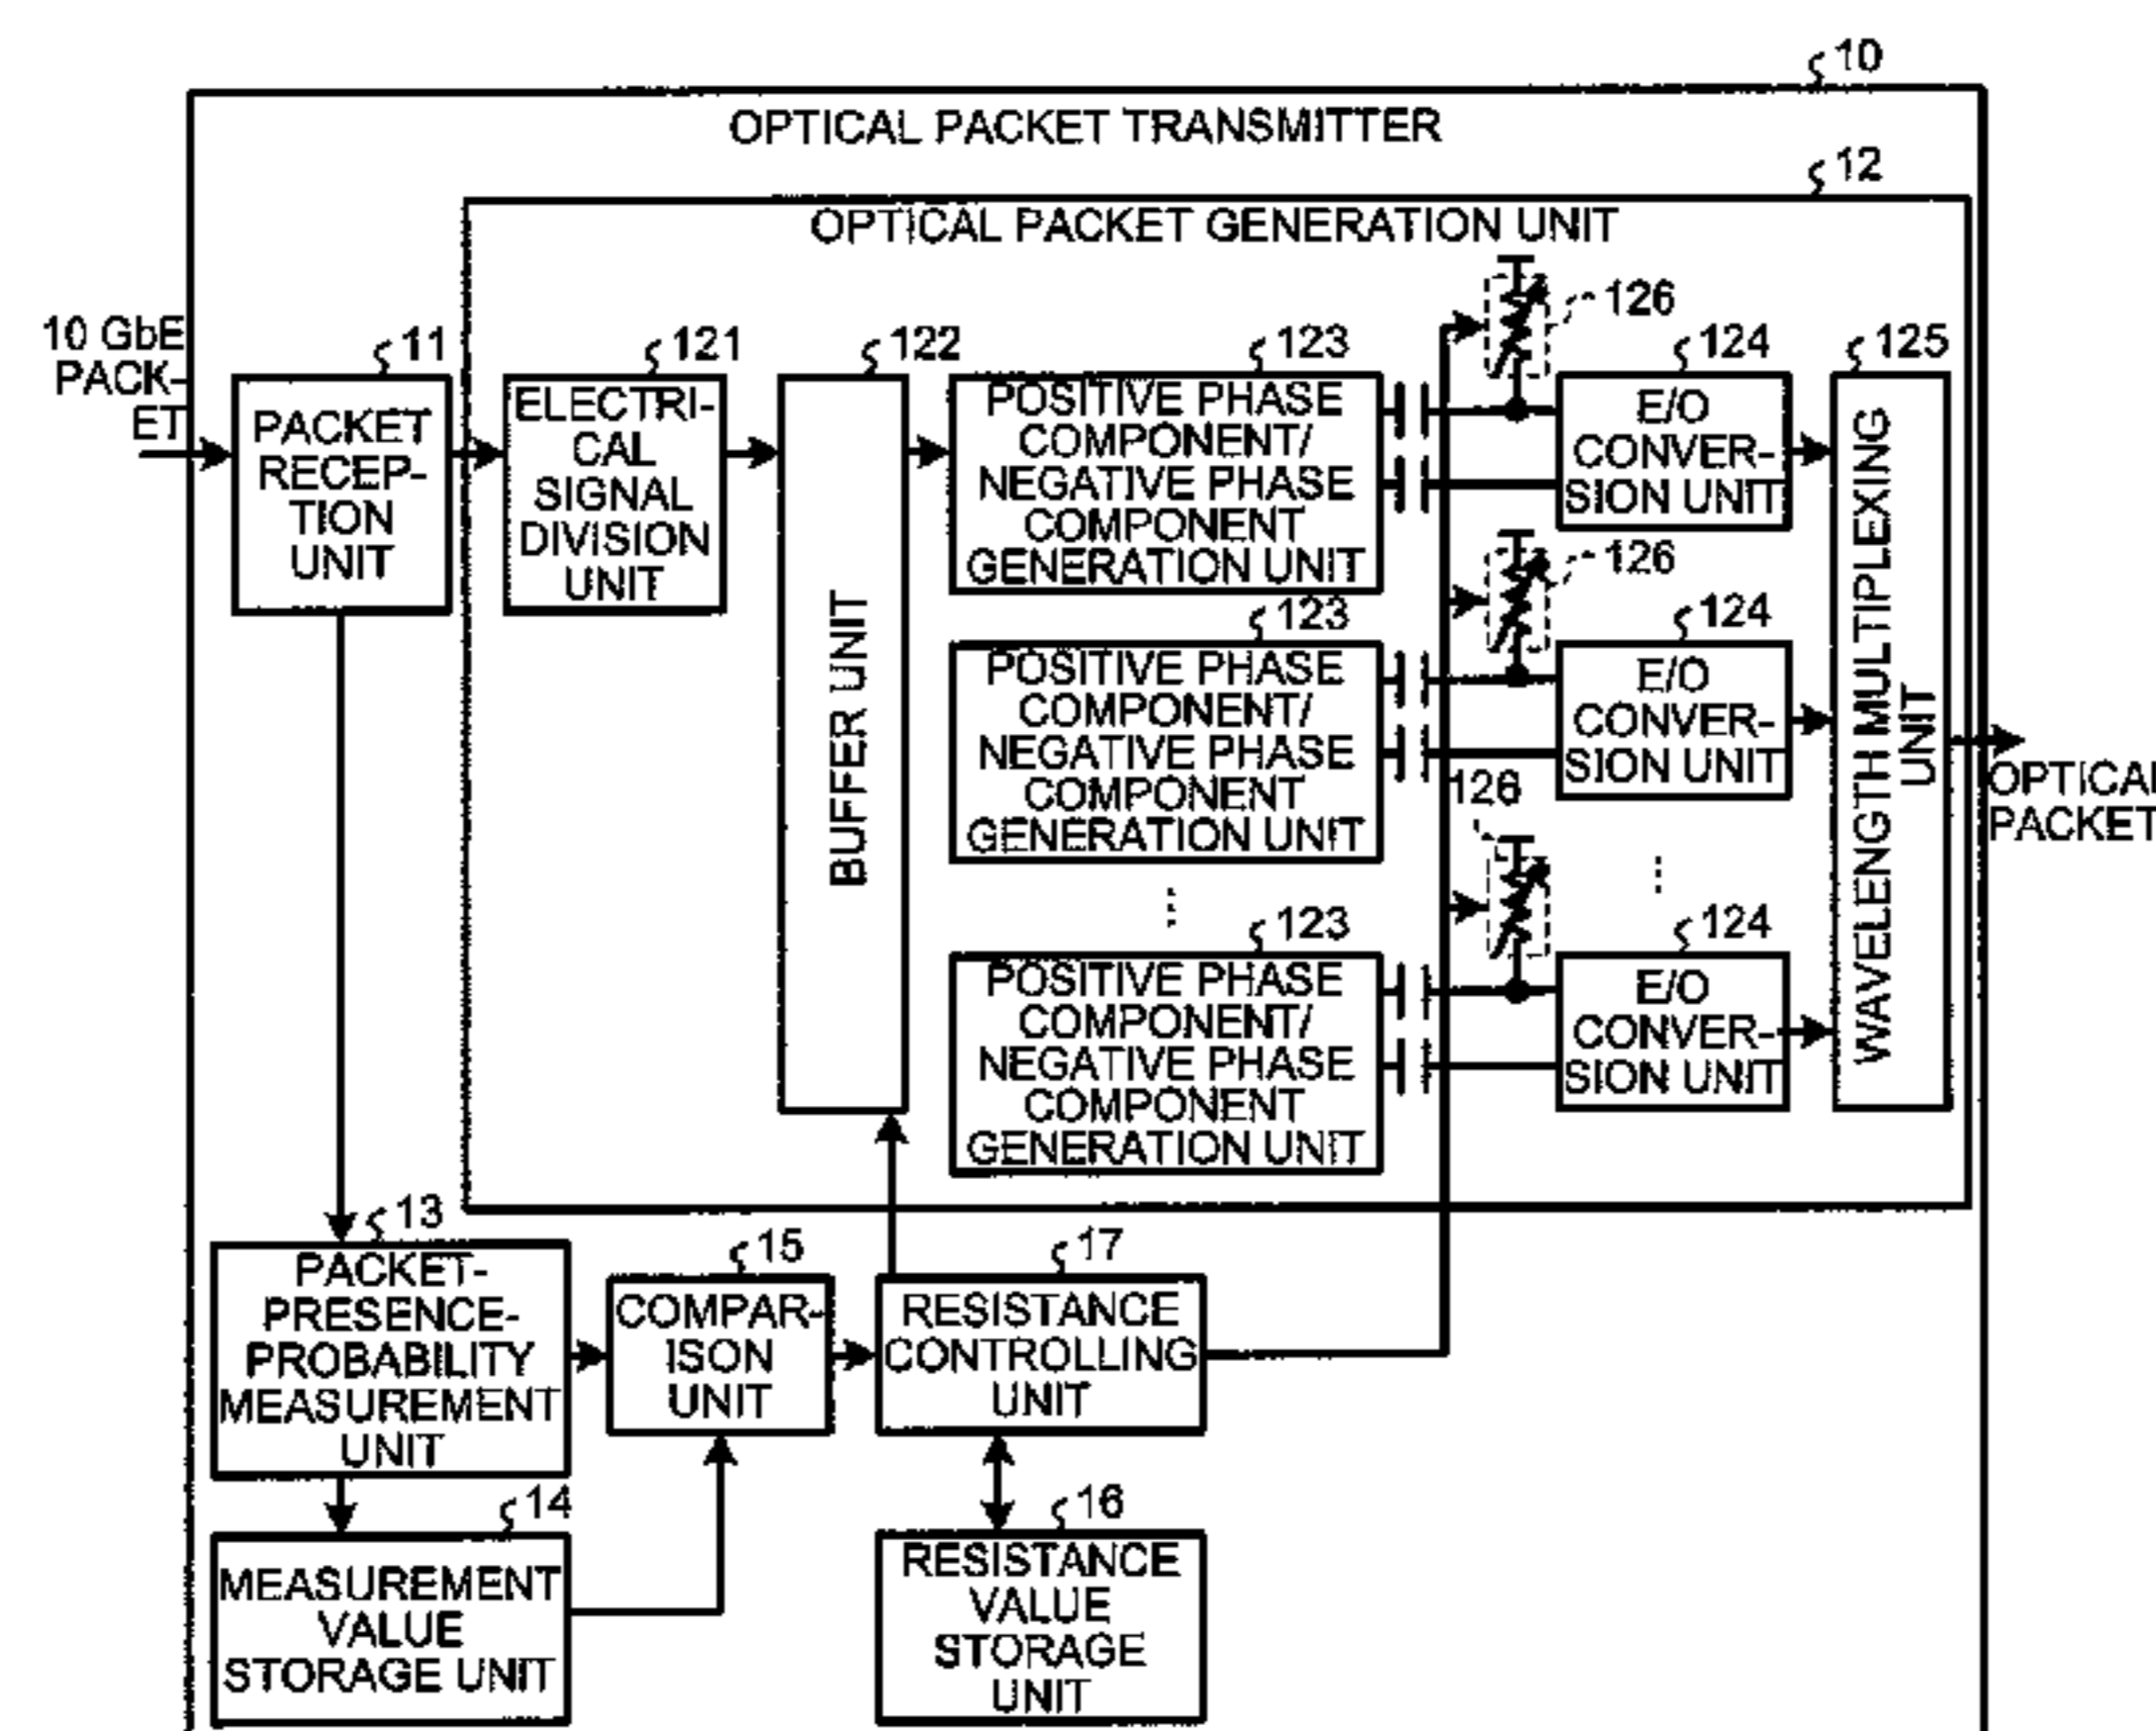 10
OPTICAL PACKET TRANSMITTER
12
OPTICAL PACKET GENERATION UNIT
10 GbE
PACK-
ET
11
PACKET
RECEP-
TION
UNIT
121
ELECTRI-
CAL
SIGNAL
DIVISION
UNIT
122
BUFFER UNIT
123
POSITIVE PHASE
COMPONENT/
NEGATIVE PHASE
COMPONENT
GENERATION UNIT
126
124
E/O
CONVER-
SION UNIT
125
WAVELENGTH MULTIPLEXING
UNIT
123
POSITIVE PHASE
COMPONENT/
NEGATIVE PHASE
COMPONENT
GENERATION UNIT
126
124
E/O
CONVER-
SION UNIT
OPTICAL
PACKET
123
POSITIVE PHASE
COMPONENT/
NEGATIVE PHASE
COMPONENT
GENERATION UNIT
126
124
E/O
CONVER-
SION UNIT
13
PACKET-
PRESENCE-
PROBABILITY
MEASUREMENT
UNIT
15
COMPAR-
ISON
UNIT
17
RESISTANCE
CONTROLLING
UNIT
14
MEASUREMENT
VALUE
STORAGE UNIT
16
RESISTANCE
VALUE
STORAGE
UNIT